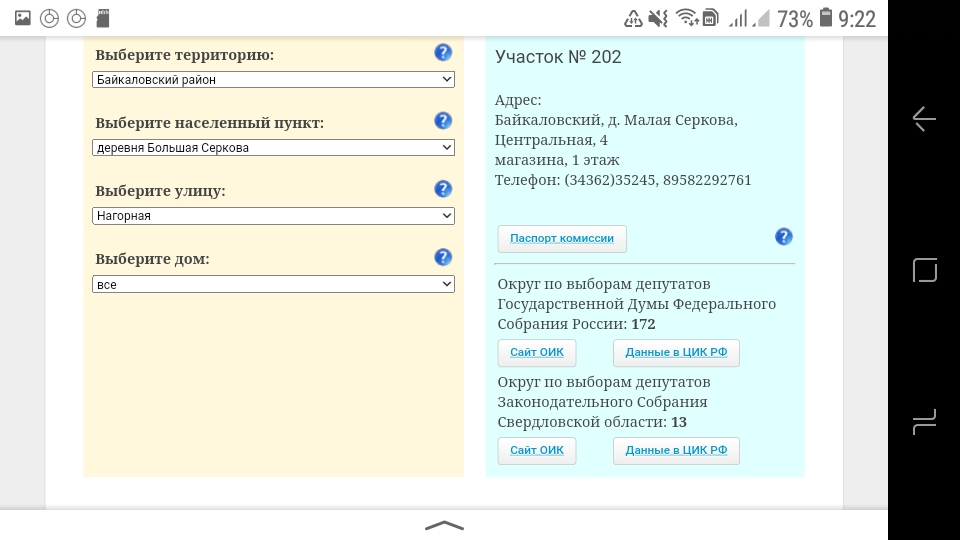 73% 9:22
Выберите территорию:
Байкаловский район
Выберите населенный пункт:
деревня Большая Серкова
Выберите улицу:
Нагорная
Выберите дом:
все
Участок № 202
Адрес:
Байкаловский, д. Малая Серкова,
Центральная, 4
магазина, 1 этаж
Телефон: (34362)35245, 89582292761
Паспорт комиссии
Округ по выборам депутатов
Государственной Думы Федерального
Собрания России: 172
Сайт ОИК Данные в ЦИК РФ
Округ по выборам депутатов
Законодательного Собрания
Свердловской области: 13
Сайт ОИК Данные в ЦИК РФ